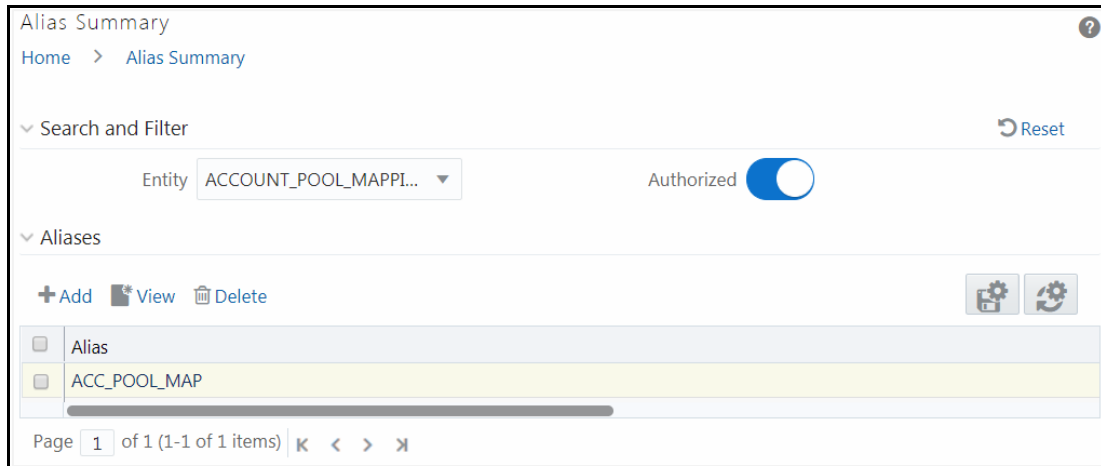 Alias Summary
?
Home > Alias Summary
Search and Filter Reset
Entity ACCOUNT_POOL_MAPPI... Authorized
Aliases
Add View Delete
Alias
ACC_POOL_MAP
Page 1 of 1 (1-1 of 1 items)